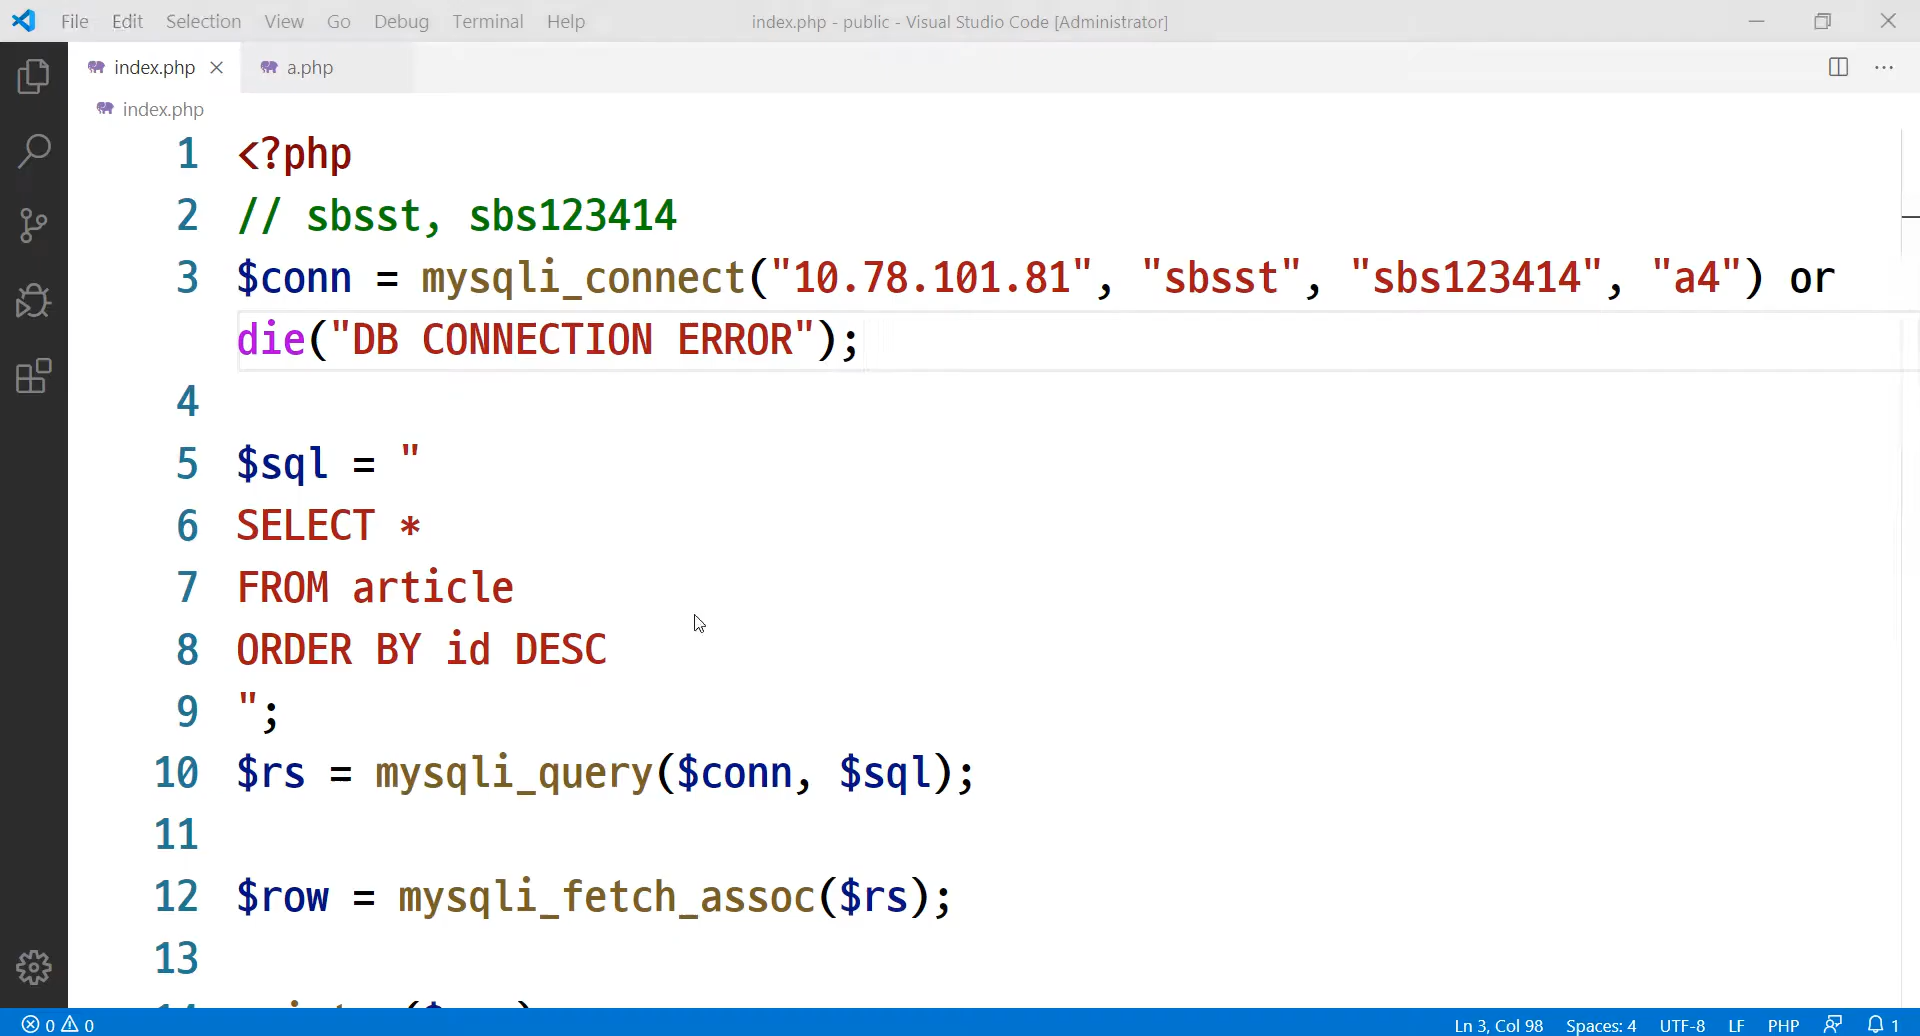 File Edit Selection View Go Debug Terminal Help index.php - public - Visual Studio Code [Administrator]
index.php a.php
index.php
1 <?php
2 // sbsst, sbs123414
3 $conn = mysqli_connect("10.78.101.81", "sbsst", "sbs123414", "a4") or
die("DB CONNECTION ERROR");
4
5 $sql = "
6 SELECT *
7 FROM article
8 ORDER BY id DESC
9 ";
10 $rs = mysqli_query($conn, $sql);
11
12 $row = mysqli_fetch_assoc($rs);
13
0 0 Ln 3, Col 98 Spaces: 4 UTF-8 LF PHP 1